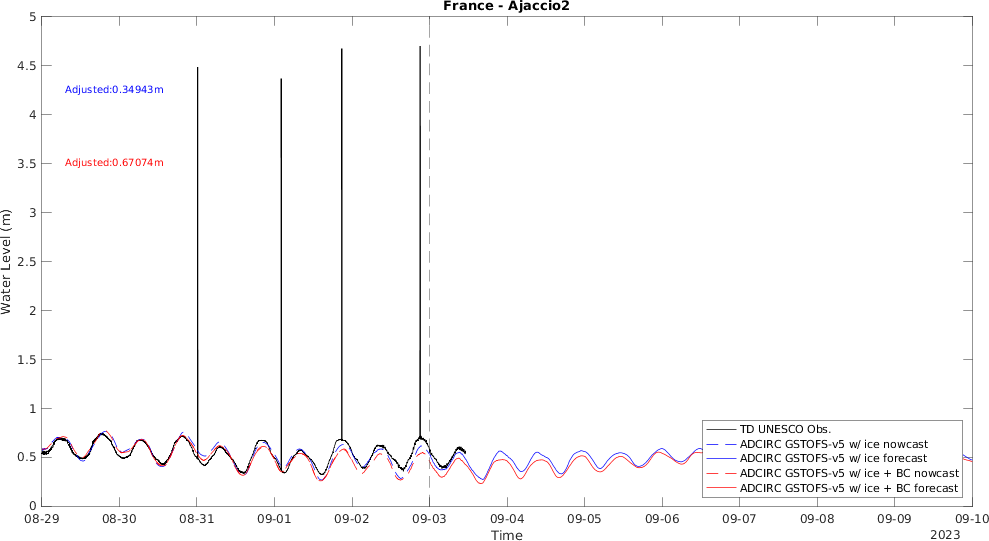 France - Ajaccio2
5
4.5
4
3.5
3
2.5
2
1.5
1
0.5
0
Water Level (m)
Adjusted:0.34943m
Adjusted:0.67074m
TD UNESCO Obs.
ADCIRC GSTOFS-v5 w/ ice nowcast
ADCIRC GSTOFS-v5 w/ ice forecast
ADCIRC GSTOFS-v5 w/ ice + BC nowcast
ADCIRC GSTOFS-v5 w/ ice + BC forecast
08-29 08-30 08-31 09-01 09-02 09-03 09-04 09-05 09-06 09-07 09-08 09-09 09-10
Time
2023